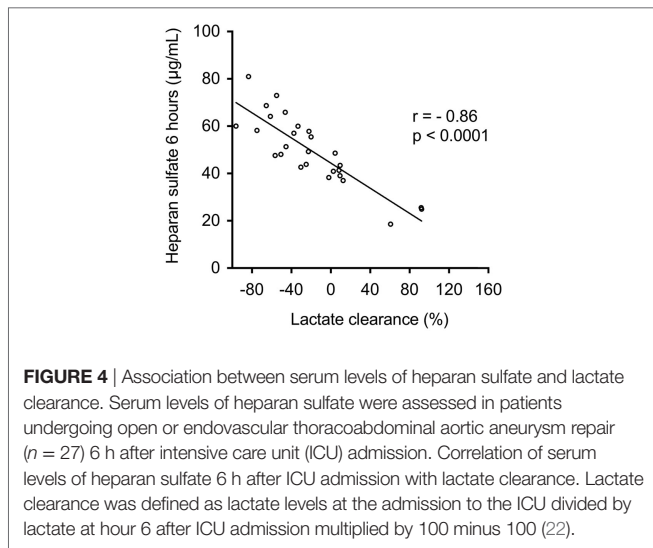 100
80
60
40
20
0
Heparan sulfate 6 hours (µg/mL)
r = - 0.86
p < 0.0001
-80 -40 0 40 80 120 160
Lactate clearance (%)
FIGURE 4 | Association between serum levels of heparan sulfate and lactate
clearance. Serum levels of heparan sulfate were assessed in patients
undergoing open or endovascular thoracoabdominal aortic aneurysm repair
(n = 27) 6 h after intensive care unit (ICU) admission. Correlation of serum
levels of heparan sulfate 6 h after ICU admission with lactate clearance. Lactate
clearance was defined as lactate levels at the admission to the ICU divided by
lactate at hour 6 after ICU admission multiplied by 100 minus 100 (22).